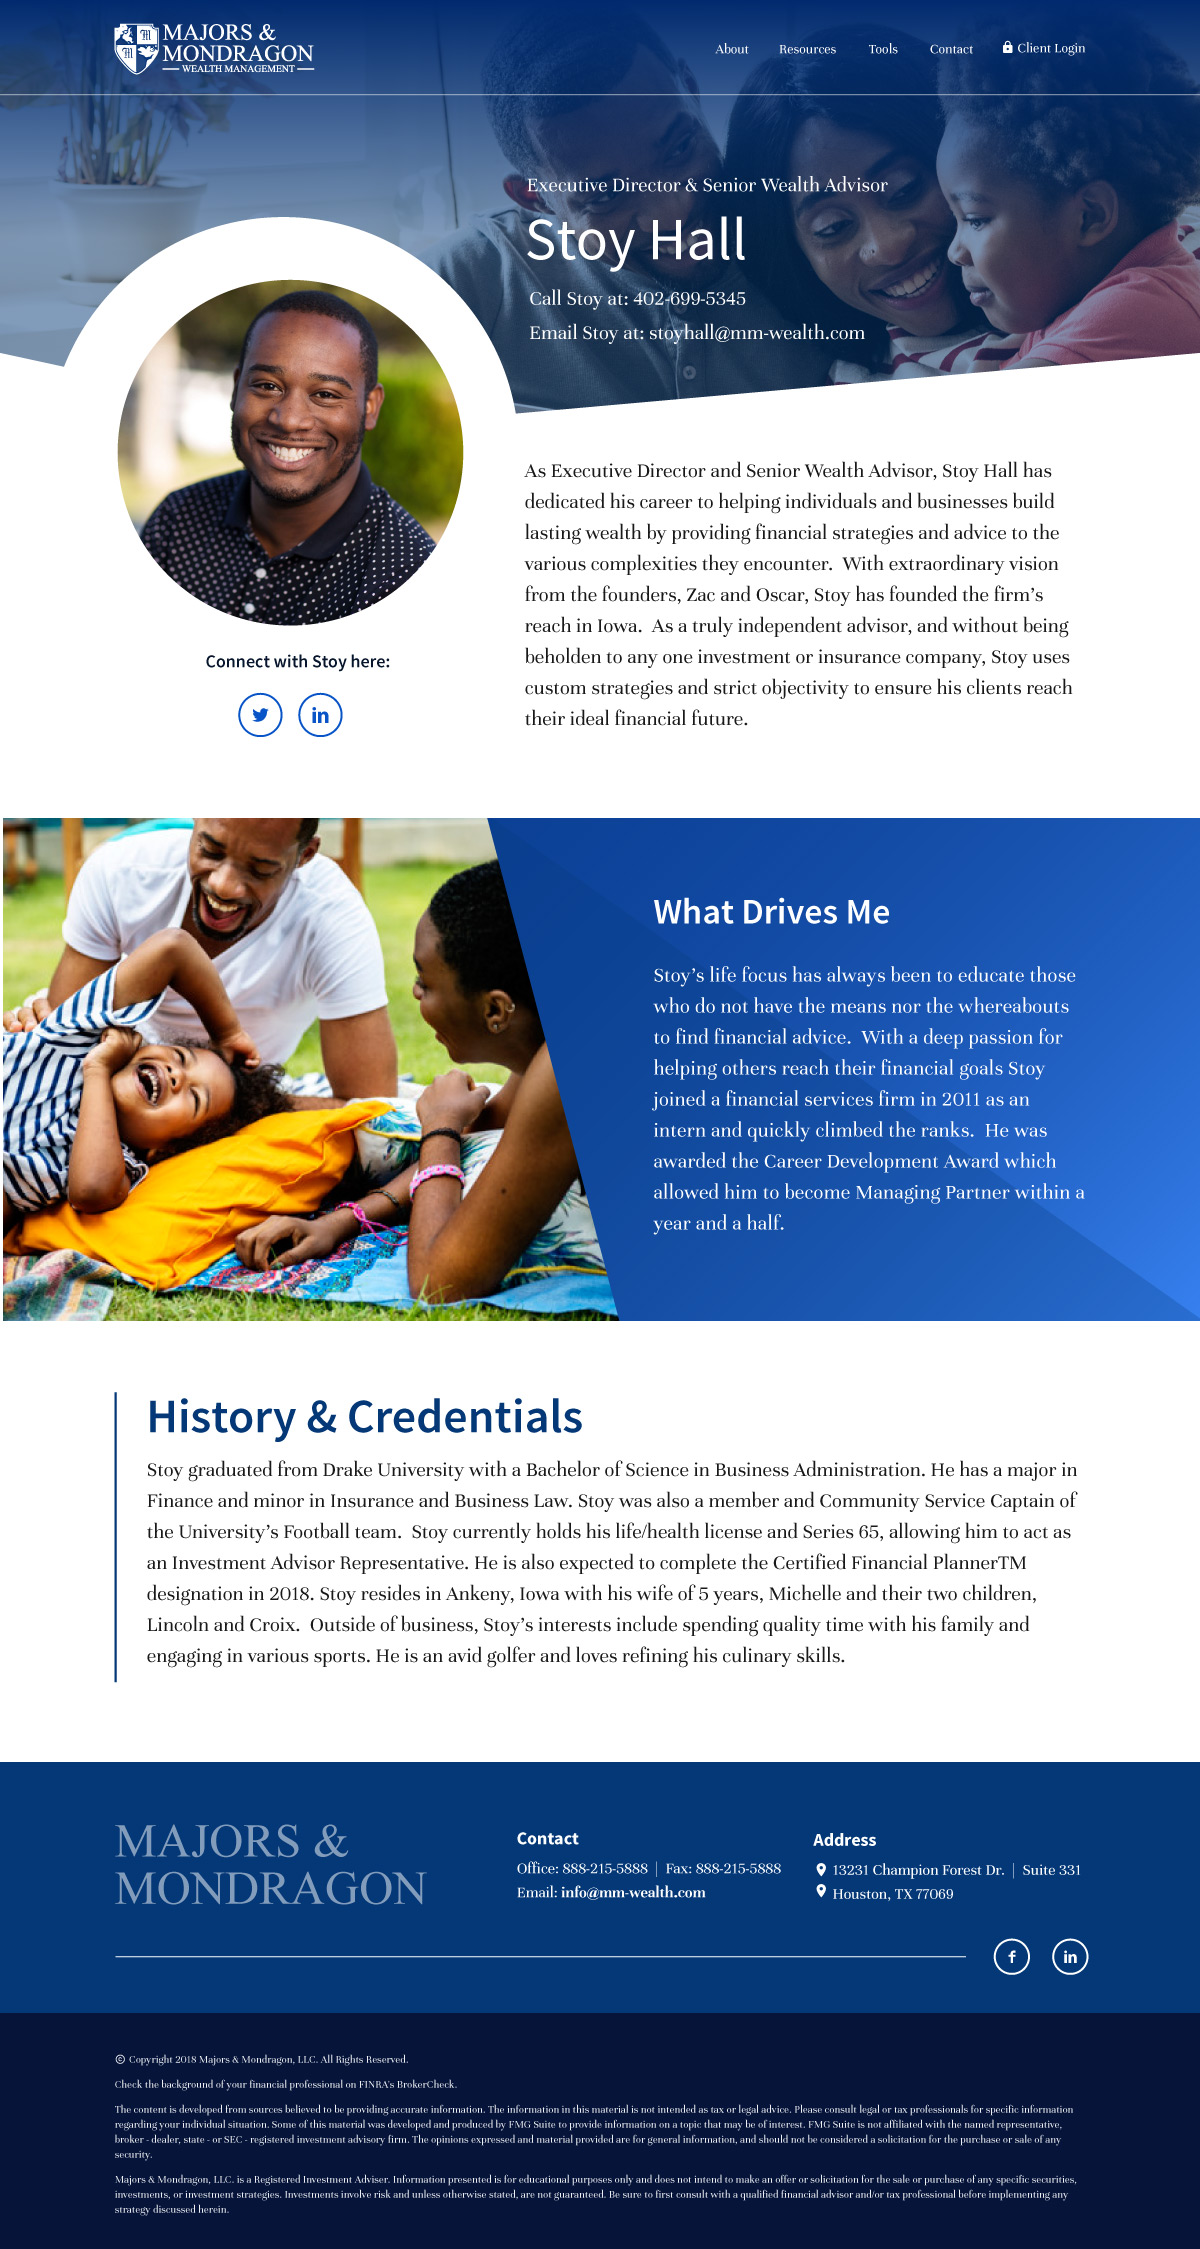 MAJORS &
MONDRAGON
WEALTH MANAGEMENT
About Resources Tools Contact Client Login
Executive Director & Senior Wealth Advisor
Stoy Hall
Call Stoy at: 402-699-5345
Email Stoy at: stoyhall@mm-wealth.com
As Executive Director and Senior Wealth Advisor, Stoy Hall has
dedicated his career to helping individuals and businesses build
lasting wealth by providing financial strategies and advice to the
various complexities they encounter.  With extraordinary vision
from the founders, Zac and Oscar, Stoy has founded the firm's
reach in Iowa.  As a truly independent advisor, and without being
beholden to any one investment or insurance company, Stoy uses
custom strategies and strict objectivity to ensure his clients reach
their ideal financial future.
Connect with Stoy here:
in
What Drives Me
Stoy's life focus has always been to educate those
who do not have the means nor the whereabouts
to find financial advice.  With a deep passion for
helping others reach their financial goals Stoy
joined a financial services firm in 2011 as an
intern and quickly climbed the ranks.  He was
awarded the Career Development Award which
allowed him to become Managing Partner within a
year and a half.
History & Credentials
Stoy graduated from Drake University with a Bachelor of Science in Business Administration. He has a major in
Finance and minor in Insurance and Business Law. Stoy was also a member and Community Service Captain of
the University's Football team.  Stoy currently holds his life/health license and Series 65, allowing him to act as
an Investment Advisor Representative. He is also expected to complete the Certified Financial PlannerTM
designation in 2018. Stoy resides in Ankeny, Iowa with his wife of 5 years, Michelle and their two children,
Lincoln and Croix.  Outside of business, Stoy's interests include spending quality time with his family and
engaging in various sports. He is an avid golfer and loves refining his culinary skills.
MAJORS &
MONDRAGON
Contact
Office: 888-215-5888 | Fax: 888-215-5888
Email: info@mm-wealth.com
Address
13231 Champion Forest Dr. | Suite 331
Houston, TX 77069
f in
© Copyright 2018 Majors & Mondragon, LLC. All Rights Reserved.
Check the background of your financial professional on FINRA's BrokerCheck.
The content is developed from sources believed to be providing accurate information. The information in this material is not intended as tax or legal advice. Please consult legal or tax professionals for specific information
regarding your individual situation. Some of this material was developed and produced by FMG Suite to provide information on a topic that may be of interest. FMG Suite is not affiliated with the named representative,
broker - dealer, state - or SEC - registered investment advisory firm. The opinions expressed and material provided are for general information, and should not be considered a solicitation for the purchase or sale of any
security.
Majors & Mondragon, LLC. is a Registered Investment Adviser. Information presented is for educational purposes only and does not intend to make an offer or solicitation for the sale or purchase of any specific securities,
investments, or investment strategies. Investments involve risk and unless otherwise stated, are not guaranteed. Be sure to first consult with a qualified financial advisor and/or tax professional before implementing any
strategy discussed herein.